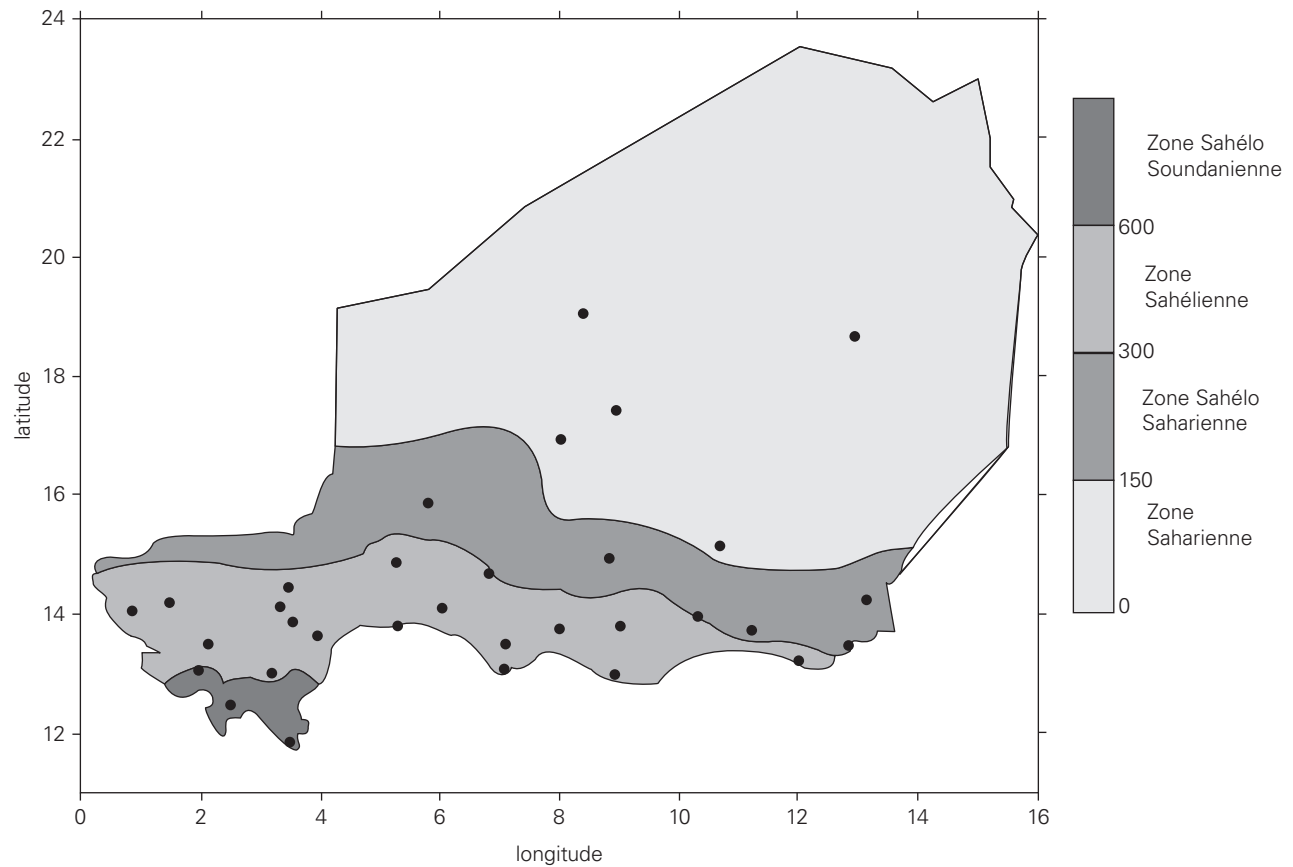 24
22
20
18
16
14
12
latitude
0 2 4 6 8 10 12 14 16
longitude
Zone Sahélo
Soundanienne
600
Zone
Sahélienne
300
Zone Sahélo
Saharienne
150
Zone
Saharienne
0